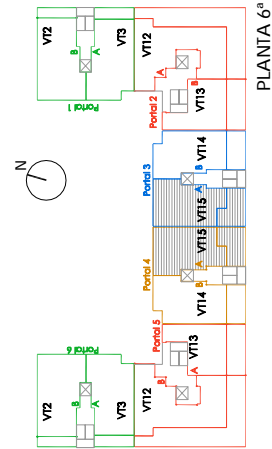 PLANTA 6ª
N
VT2
VT3
VT12
B
A
Portal 1
A
B
Portal 2
VT13
Portal 3
VT14
B
A
VT15
VT15
Portal 4
A
B
VT14
Portal 5
VT13
B
A
VT12
Portal 6
VT2
VT3
B
A